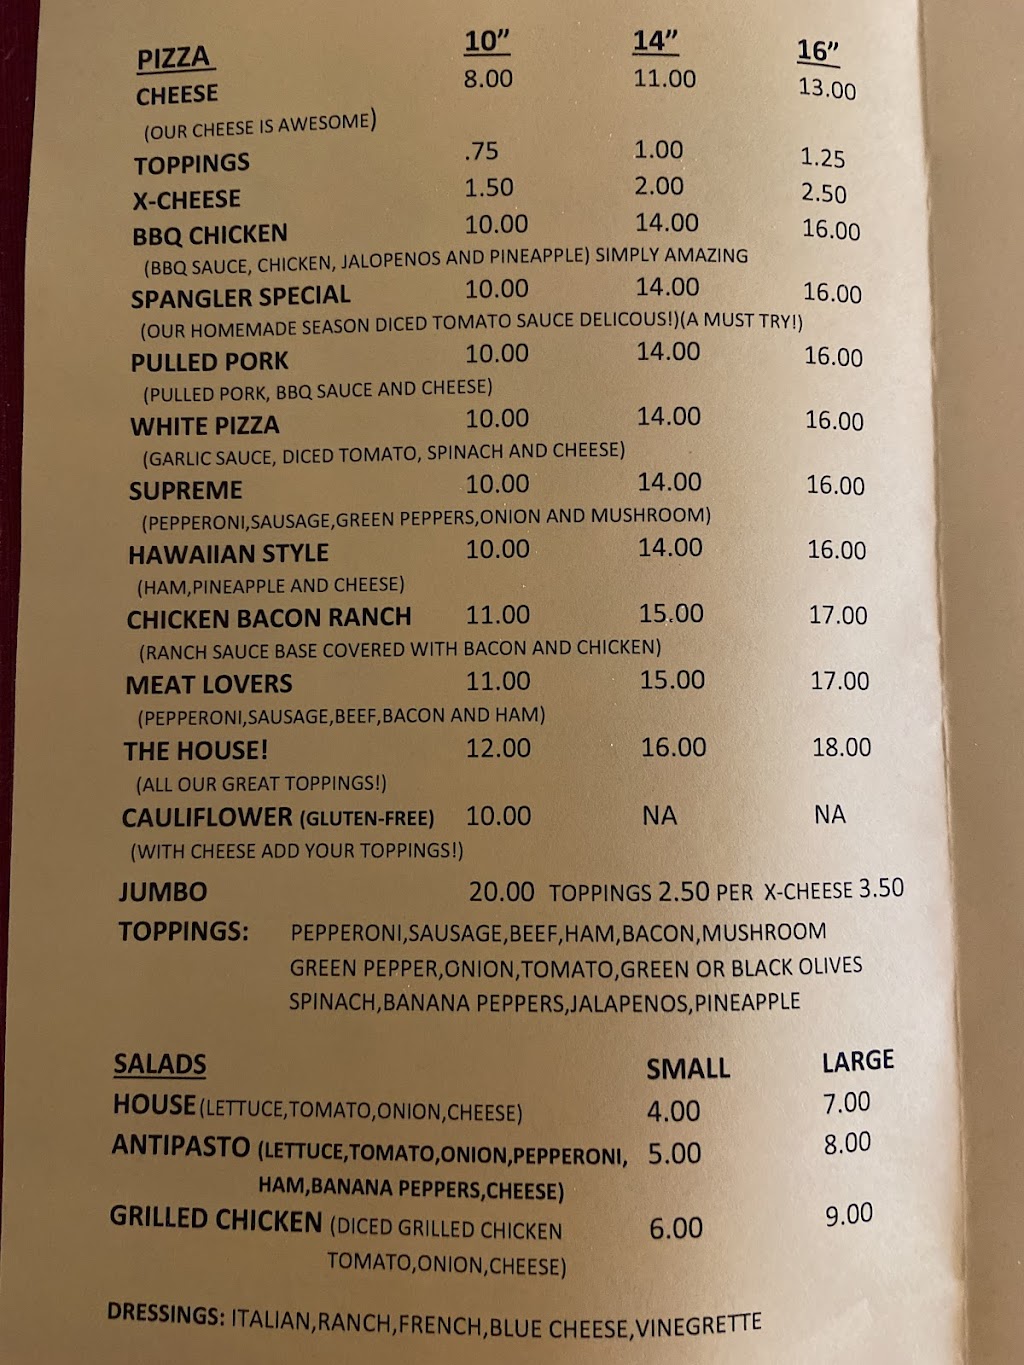 PIZZA 10” 14” 16”
CHEESE 8.00 11.00 13.00
(OUR CHEESE IS AWESOME)
TOPPINGS .75 1.00 1.25
X-CHEESE 1.50 2.00 2.50
BBQ CHICKEN 10.00 14.00 16.00
(BBQ SAUCE, CHICKEN, JALOPENOS AND PINEAPPLE) SIMPLY AMAZING
SPANGLER SPECIAL 10.00 14.00 16.00
(OUR HOMEMADE SEASON DICED TOMATO SAUCE DELICOUS!)(A MUST TRY!)
PULLED PORK 10.00 14.00 16.00
(PULLED PORK, BBQ SAUCE AND CHEESE)
WHITE PIZZA 10.00 14.00 16.00
(GARLIC SAUCE, DICED TOMATO, SPINACH AND CHEESE)
SUPREME 10.00 14.00 16.00
(PEPPERONI,SAUSAGE,GREEN PEPPERS,ONION AND MUSHROOM)
HAWAIIAN STYLE 10.00 14.00 16.00
(HAM,PINEAPPLE AND CHEESE)
CHICKEN BACON RANCH 11.00 15.00 17.00
(RANCH SAUCE BASE COVERED WITH BACON AND CHICKEN)
MEAT LOVERS 11.00 15.00 17.00
(PEPPERONI,SAUSAGE,BEEF,BACON AND HAM)
THE HOUSE! 12.00 16.00 18.00
(ALL OUR GREAT TOPPINGS!)
CAULIFLOWER (GLUTEN-FREE) 10.00 NA NA
(WITH CHEESE ADD YOUR TOPPINGS!)
JUMBO 20.00 TOPPINGS 2.50 PER X-CHEESE 3.50
TOPPINGS: PEPPERONI,SAUSAGE,BEEF,HAM,BACON,MUSHROOM
GREEN PEPPER,ONION,TOMATO,GREEN OR BLACK OLIVES
SPINACH,BANANA PEPPERS,JALAPENOS,PINEAPPLE
SALADS SMALL LARGE
HOUSE(LETTUCE,TOMATO,ONION,CHEESE) 4.00 7.00
ANTIPASTO (LETTUCE,TOMATO,ONION,PEPPERONI, 5.00 8.00
HAM,BANANA PEPPERS,CHEESE)
GRILLED CHICKEN (DICED GRILLED CHICKEN 6.00 9.00
TOMATO,ONION,CHEESE)
DRESSINGS: ITALIAN,RANCH,FRENCH,BLUE CHEESE,VINEGRETTE